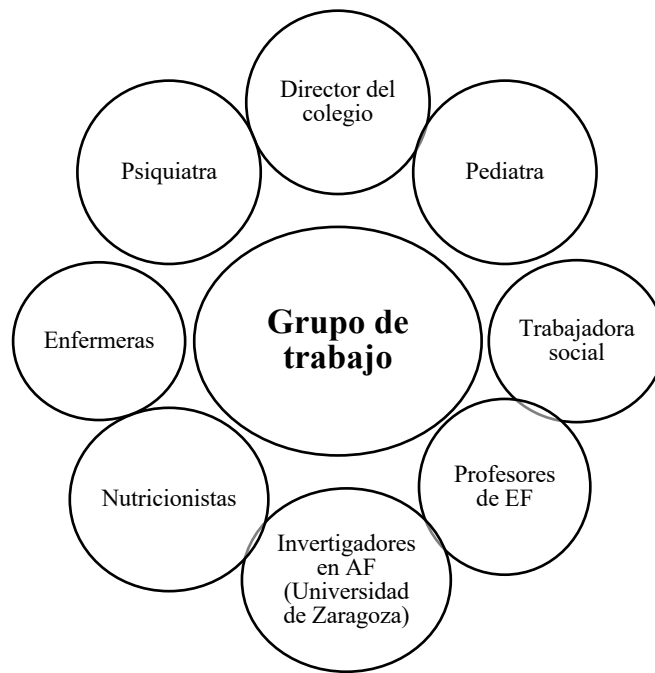 Director del
colegio
Psiquiatra
Pediatra
Enfermeras
Grupo de
trabajo
Trabajadora
social
Nutricionistas
Profesores
de EF
Invertigadores
en AF
(Universidad
de Zaragoza)